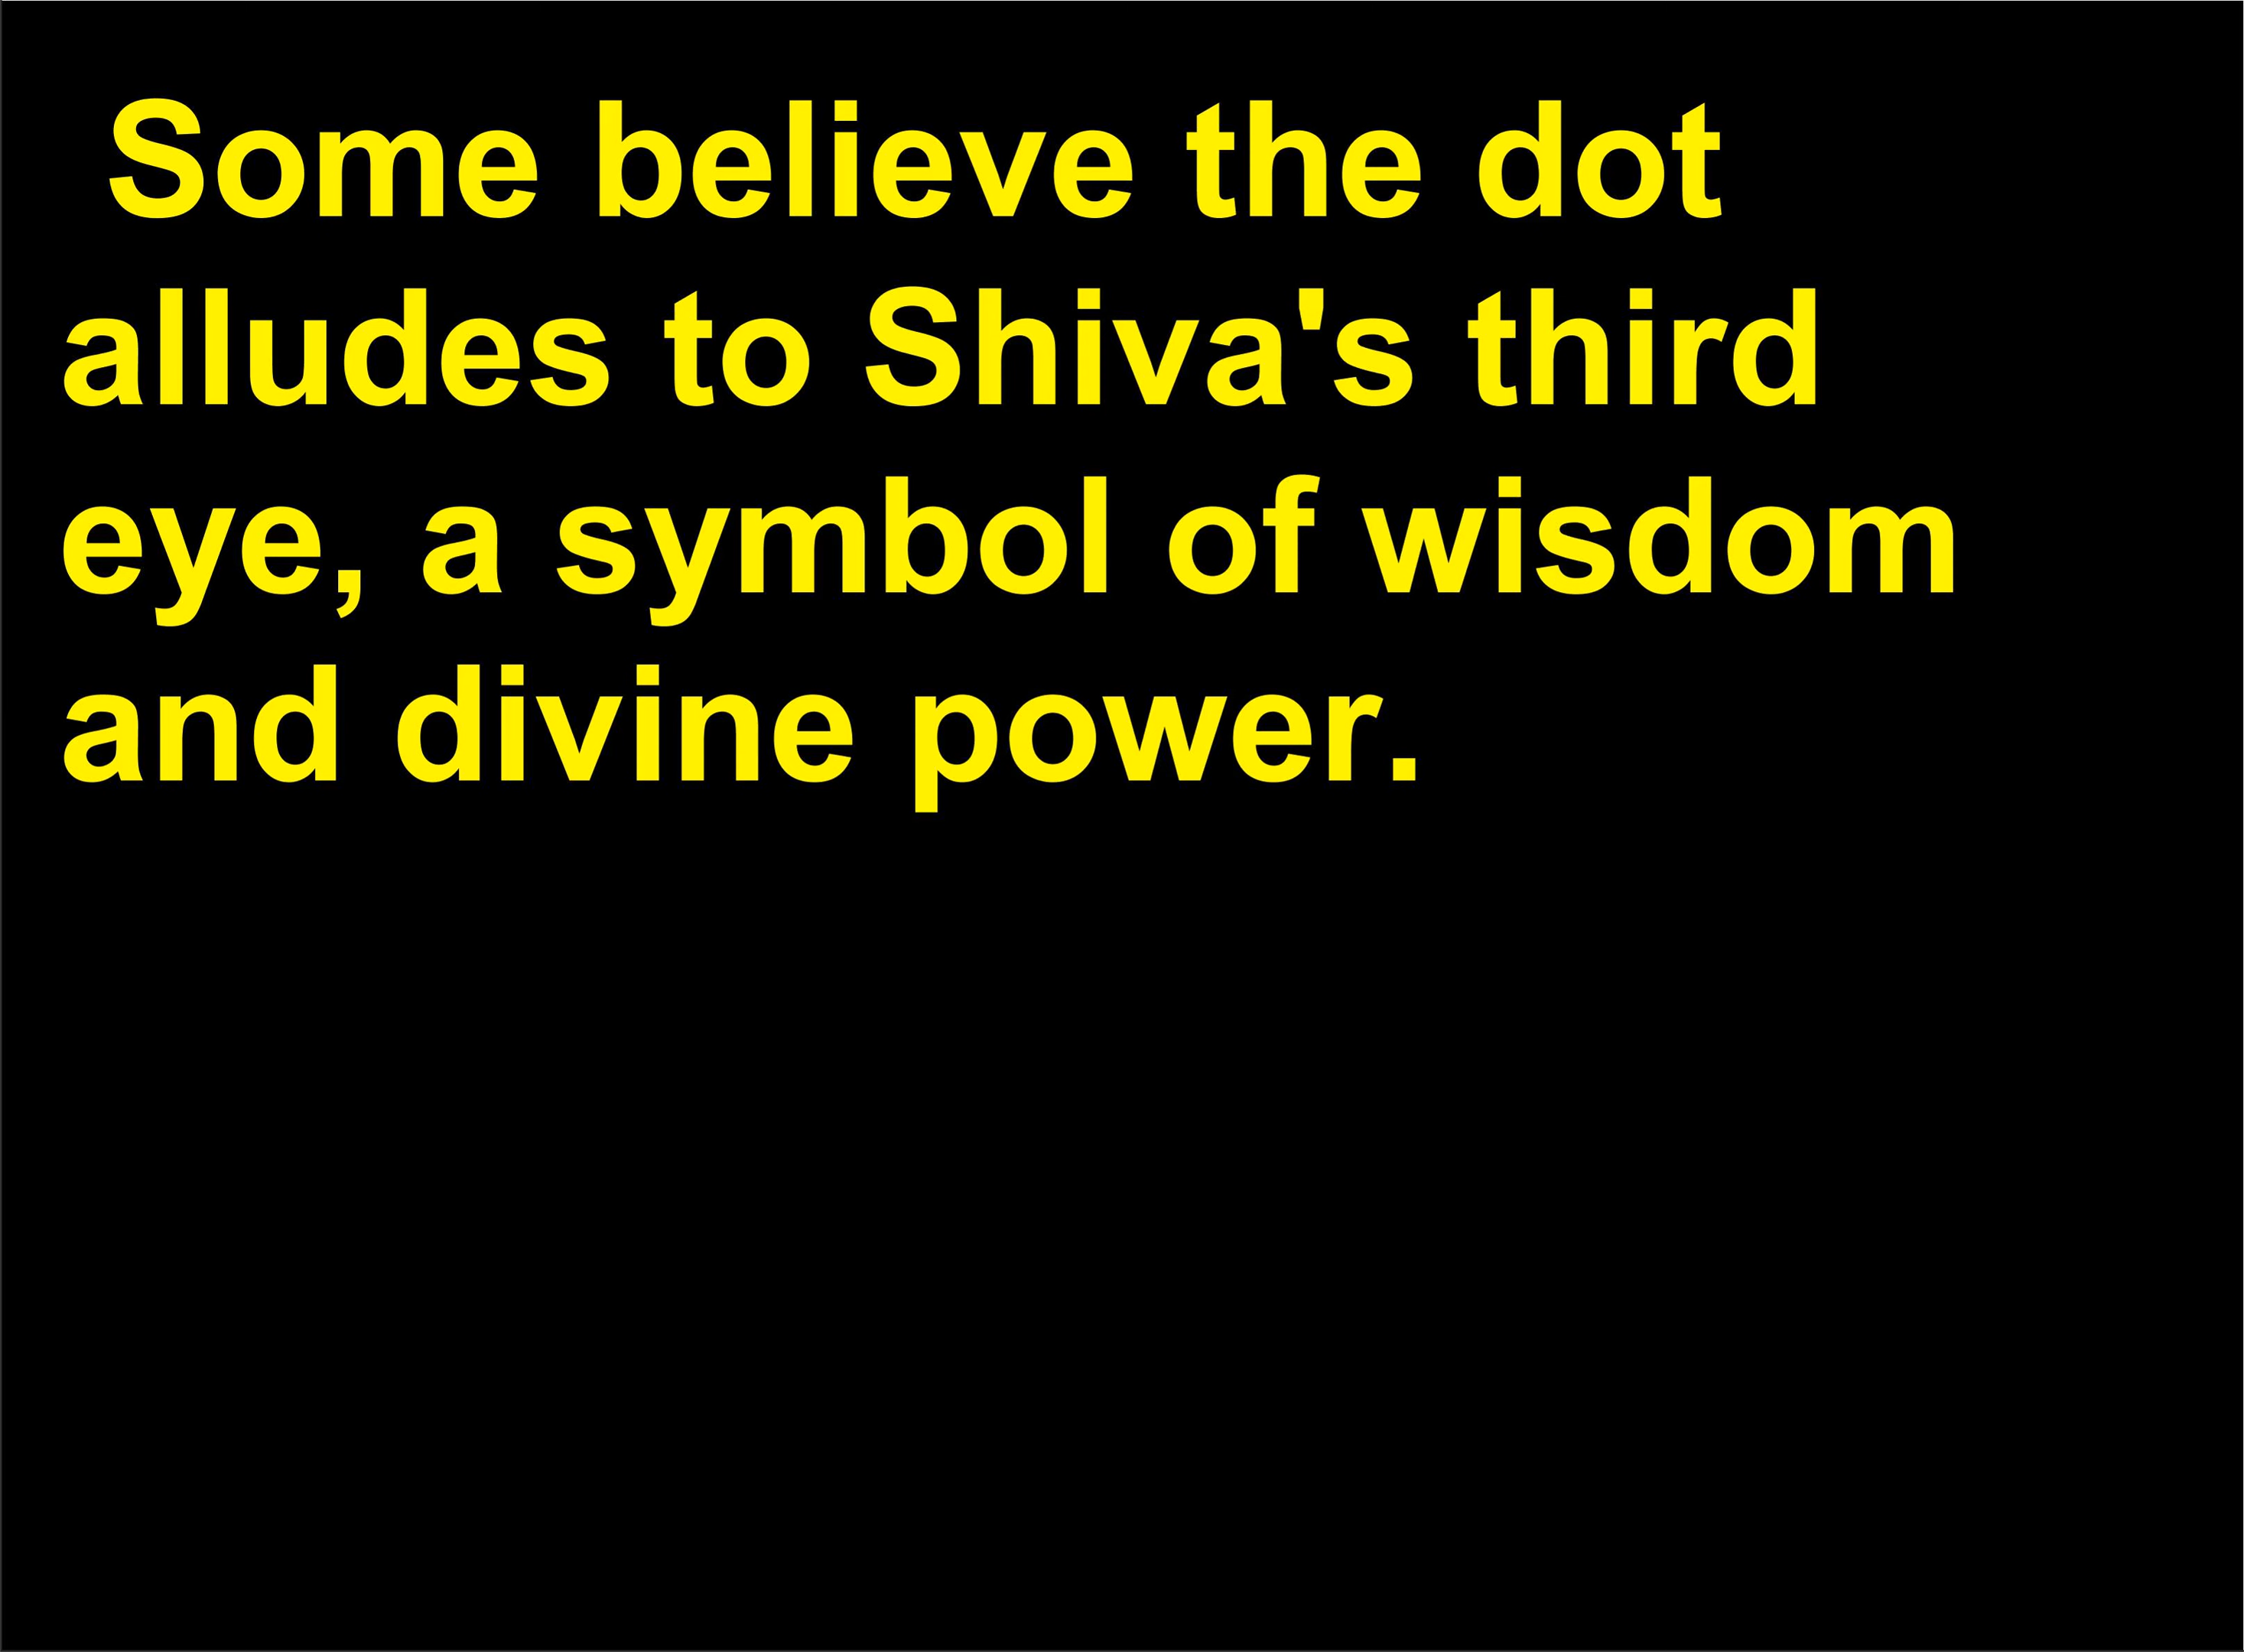 Some believe the dot
alludes to Shiva's third
eye, a symbol of wisdom
and divine power.